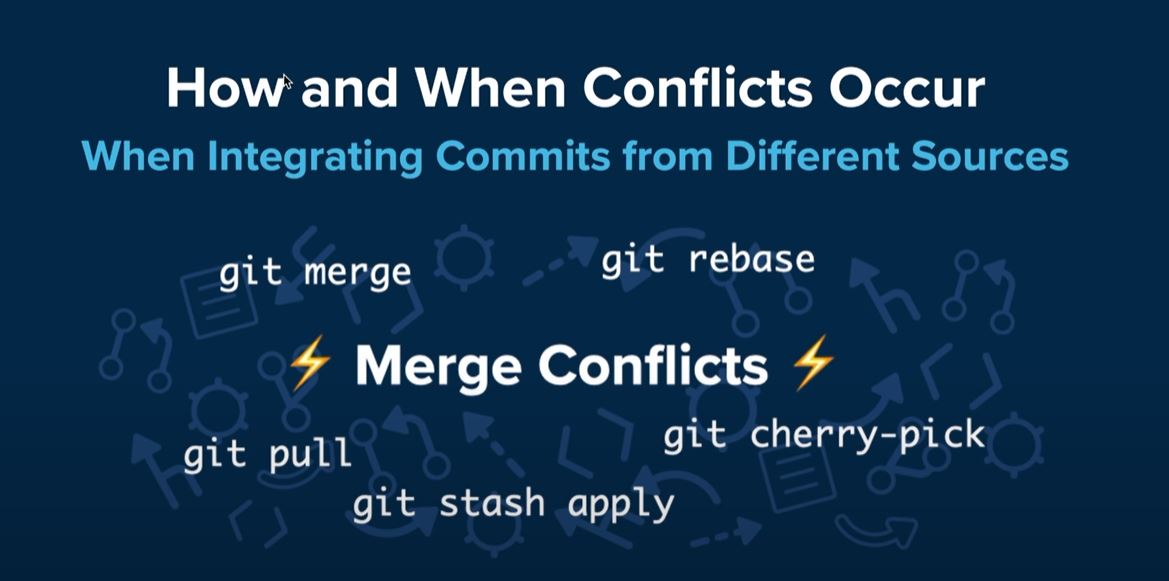 How and When Conflicts Occur
When Integrating Commits from Different Sources
git merge
git rebase
⚡ Merge Conflicts ⚡
git pull
git cherry-pick
git stash apply